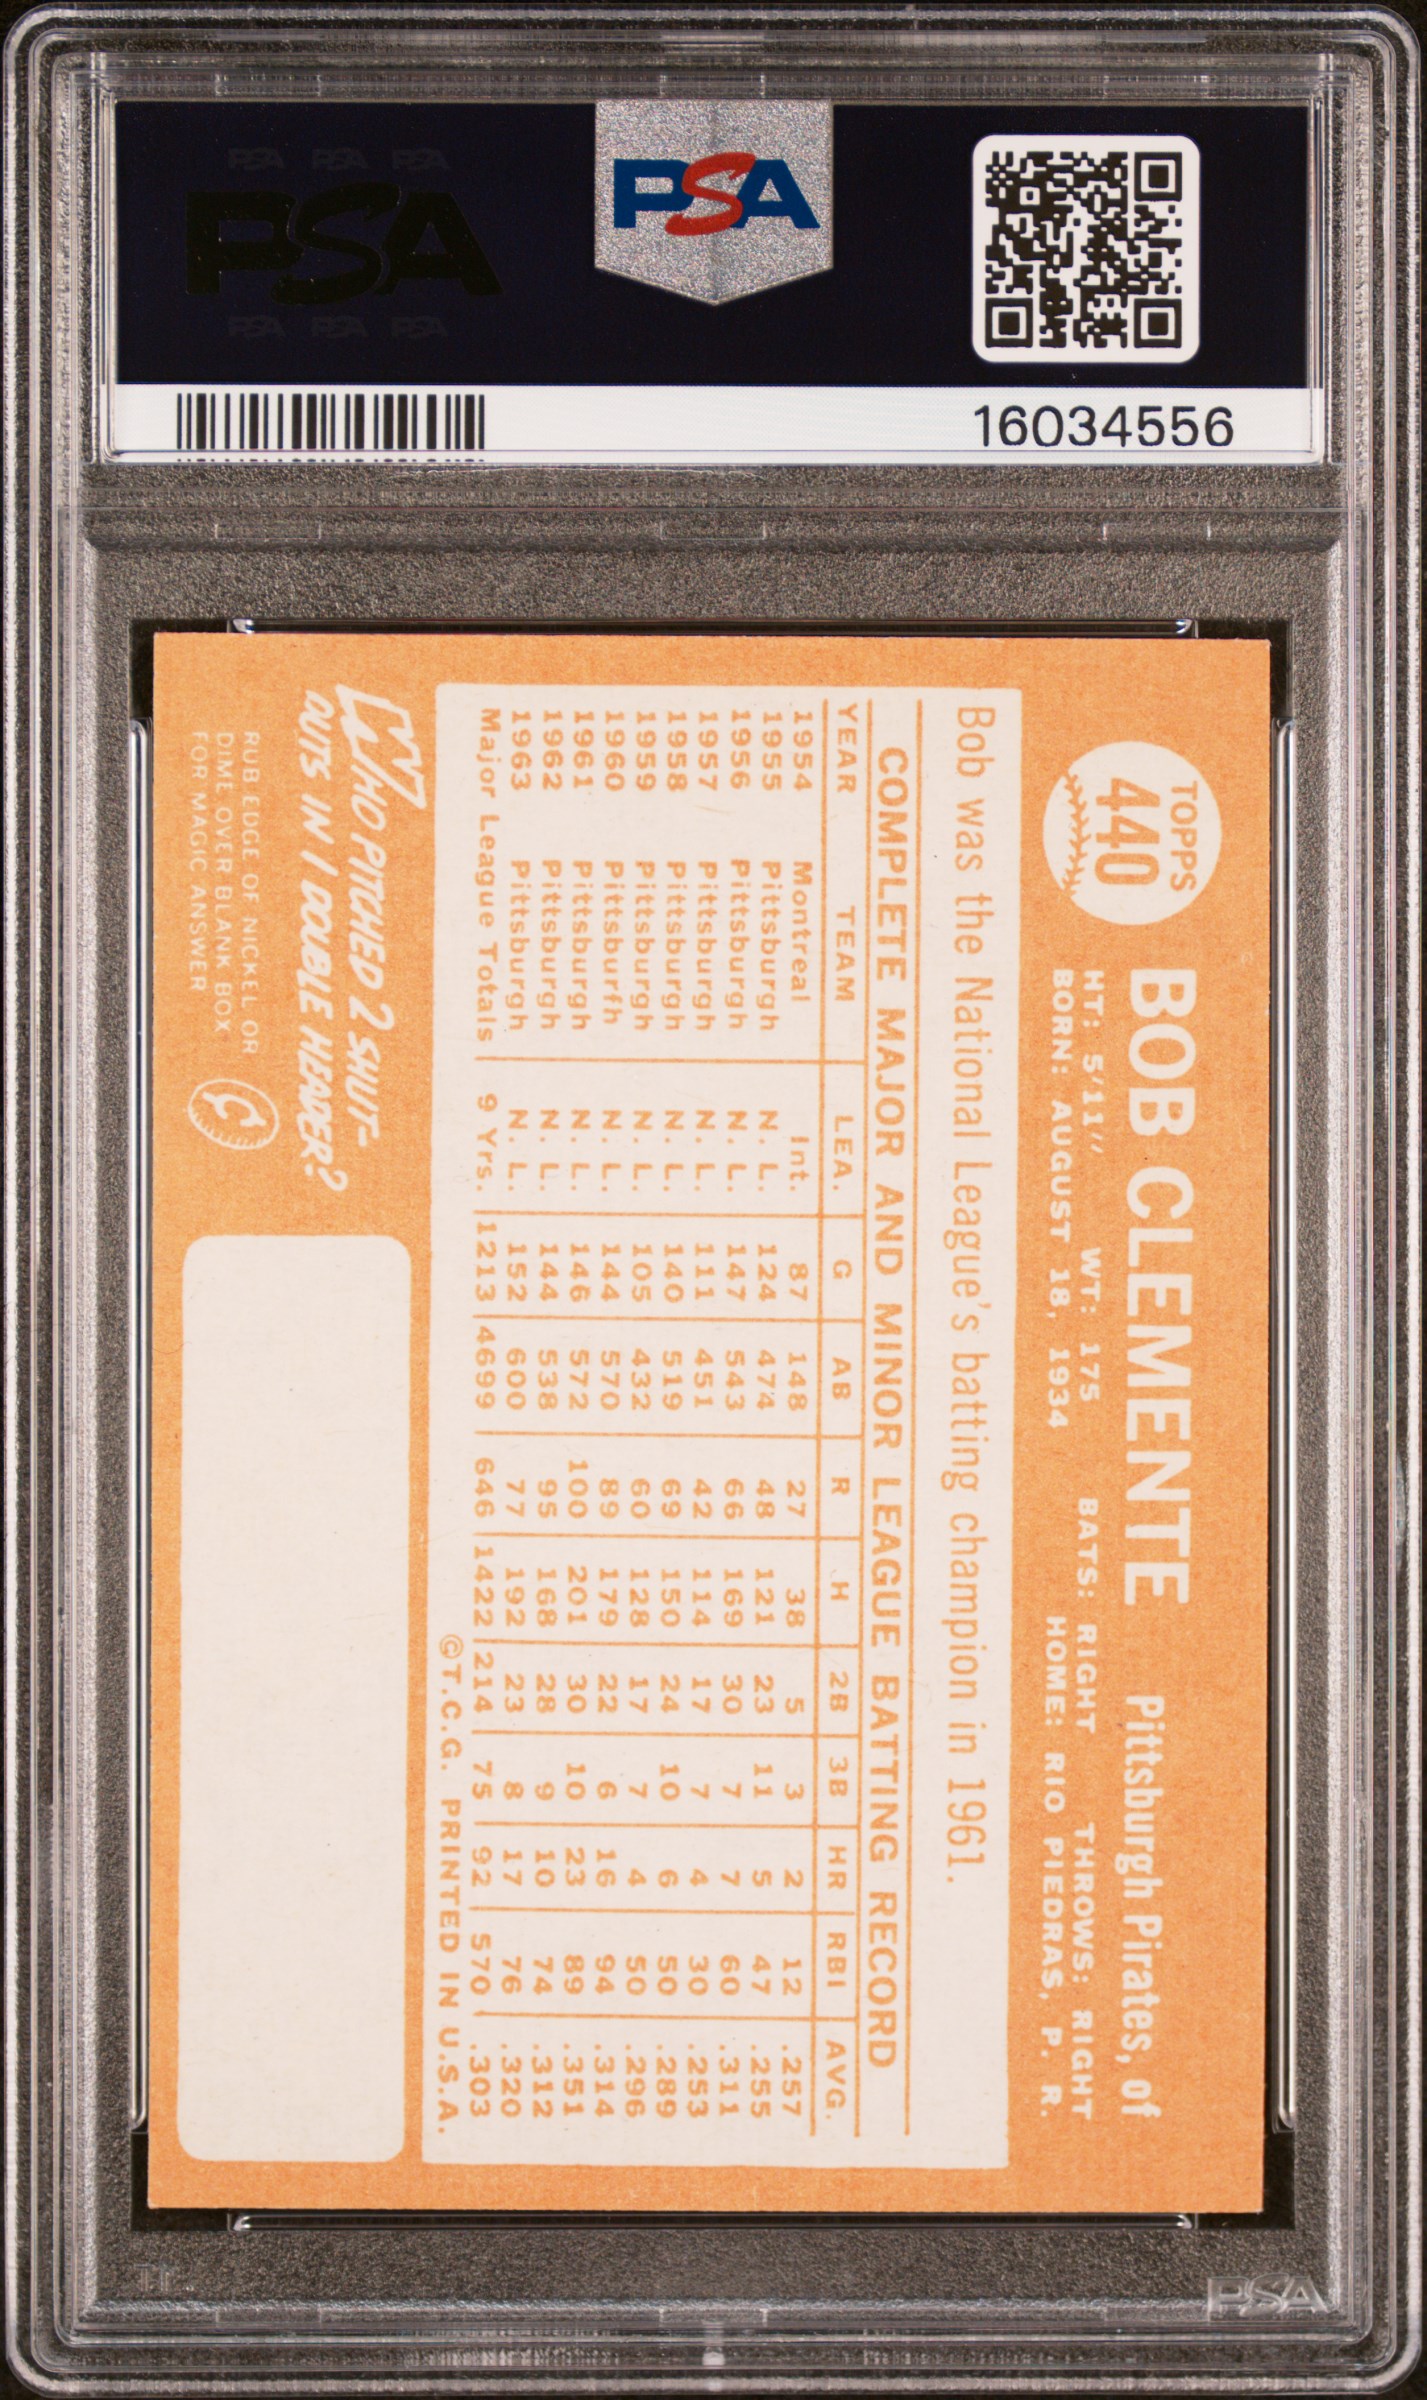 PSA PSA PSA
PSA
PSA PSA PSA
PSA
16034556
TOPPS
440
BOB CLEMENTE Pittsburgh Pirates, of
HT: 5'11" WT: 175 BATS: RIGHT THROWS: RIGHT
BORN: AUGUST 18, 1934 HOME: RIO PIEDRAS, P. R.
Bob was the National League's batting champion in 1961.
COMPLETE MAJOR AND MINOR LEAGUE BATTING RECORD
YEAR TEAM LEA. G AB R H 2B 3B HR RBI AVG.
1954 Montreal Int. 87 148 27 38 5 3 2 12 .257
1955 Pittsburgh N. L. 124 474 48 121 23 11 5 47 .255
1956 Pittsburgh N. L. 147 543 66 169 30 7 7 60 .311
1957 Pittsburgh N. L. 111 451 42 114 17 7 4 30 .253
1958 Pittsburgh N. L. 140 519 69 150 24 10 6 50 .289
1959 Pittsburgh N. L. 105 432 60 128 17 7 4 50 .296
1960 Pittsburfh N. L. 144 570 89 179 22 6 16 94 .314
1961 Pittsburgh N. L. 146 572 100 201 30 10 23 89 .351
1962 Pittsburgh N. L. 144 538 95 168 28 9 10 74 .312
1963 Pittsburgh N. L. 152 600 77 192 23 8 17 76 .320
Major League Totals 9 Yrs. 1213 4699 646 1422 214 75 92 570 .303
©T.C.G. PRINTED IN U.S.A.
WHO PITCHED 2 SHUT-
OUTS IN 1 DOUBLE HEADER?
RUB EDGE OF NICKEL OR
DIME OVER BLANK BOX
FOR MAGIC ANSWER
PSA